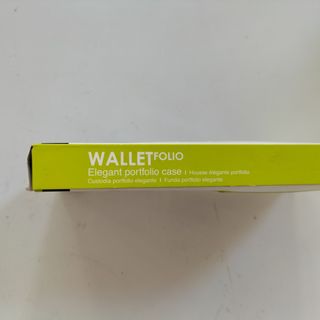 WALLETFOLIO
Elegant portfolio case I Housse élégante portfolio
Custodia portfolio elegante I Funda portfolio elegante